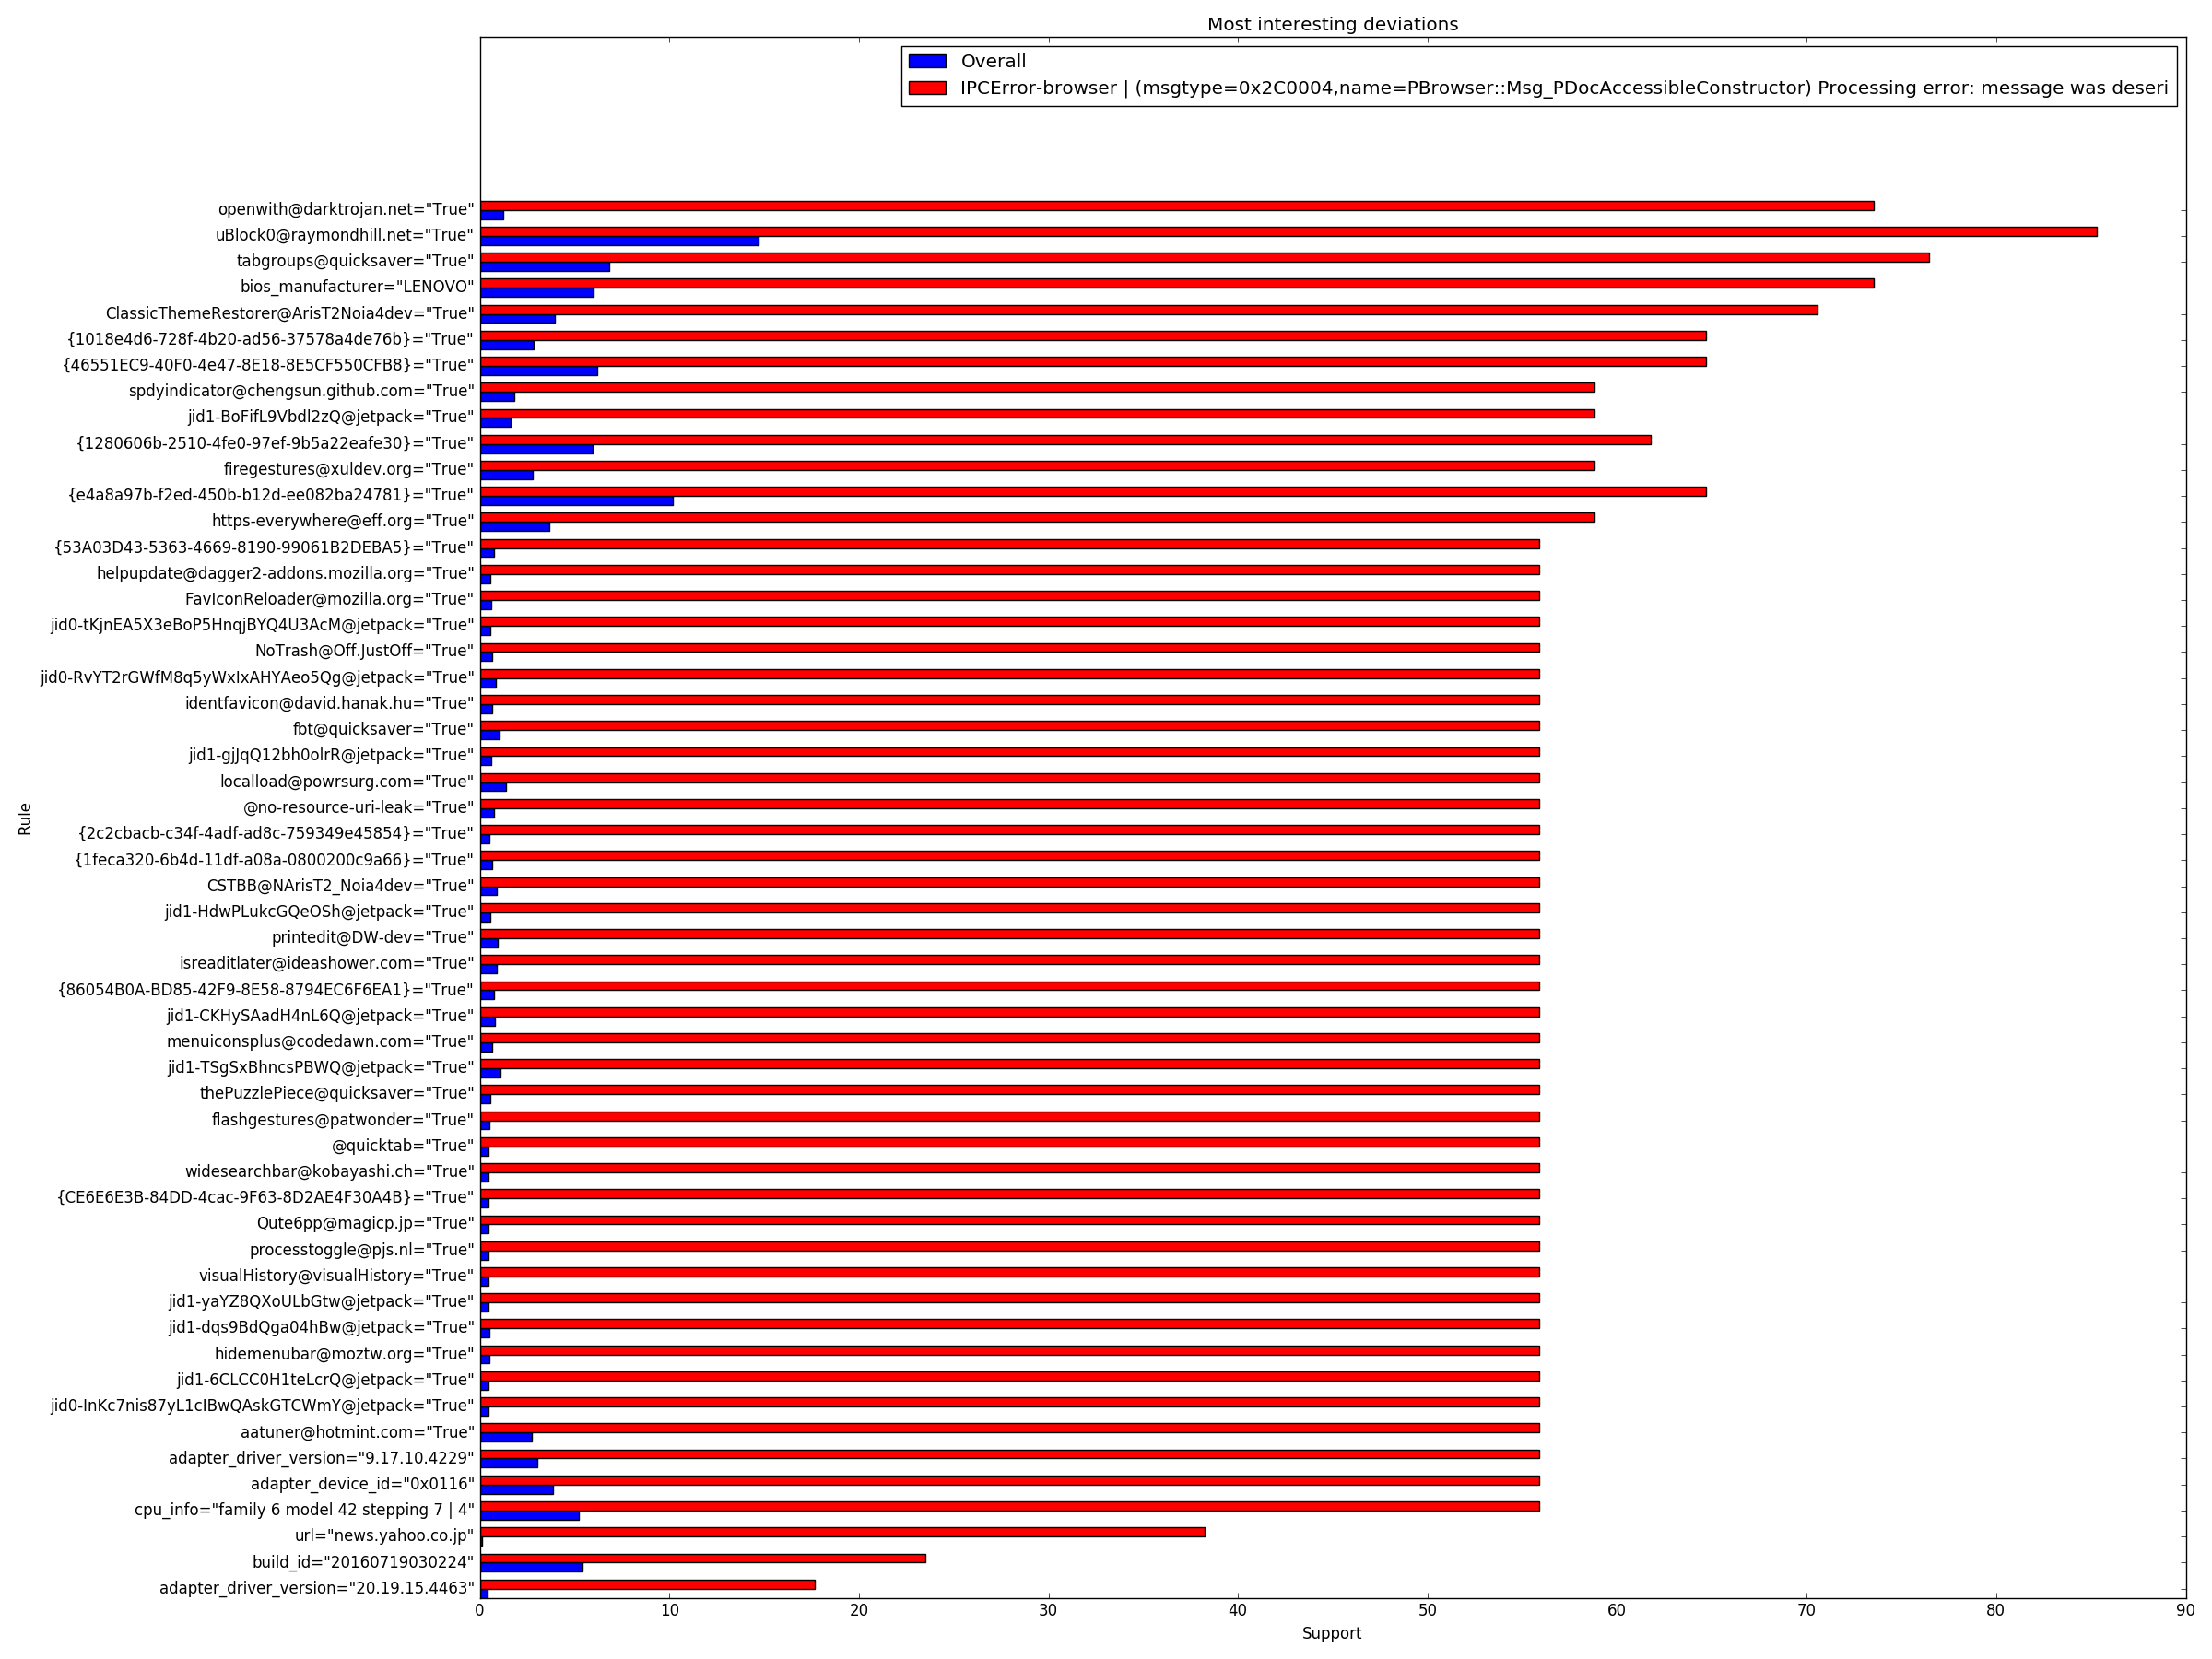 Most interesting deviations
Overall
IPCError-browser | (msgtype=0x2C0004,name=PBrowser::Msg_PDocAccessibleConstructor) Processing error: message was deseri
openwith@darktrojan.net="True"
uBlock0@raymondhill.net="True"
tabgroups@quicksaver="True"
bios_manufacturer="LENOVO"
ClassicThemeRestorer@ArisT2Noia4dev="True"
{1018e4d6-728f-4b20-ad56-37578a4de76b}="True"
{46551EC9-40F0-4e47-8E18-8E5CF550CFB8}="True"
spdyindicator@chengsun.github.com="True"
jid1-BoFifL9Vbdl2zQ@jetpack="True"
{1280606b-2510-4fe0-97ef-9b5a22eafe30}="True"
firegestures@xuldev.org="True"
{e4a8a97b-f2ed-450b-b12d-ee082ba24781}="True"
https-everywhere@eff.org="True"
{53A03D43-5363-4669-8190-99061B2DEBA5}="True"
helpupdate@dagger2-addons.mozilla.org="True"
FavIconReloader@mozilla.org="True"
jid0-tKjnEA5X3eBoP5HnqjBYQ4U3AcM@jetpack="True"
NoTrash@Off.JustOff="True"
jid0-RvYT2rGWfM8q5yWxIxAHYAeo5Qg@jetpack="True"
identfavicon@david.hanak.hu="True"
fbt@quicksaver="True"
jid1-gjJqQ12bh0olrR@jetpack="True"
localload@powrsurg.com="True"
@no-resource-uri-leak="True"
{2c2cbacb-c34f-4adf-ad8c-759349e45854}="True"
{1feca320-6b4d-11df-a08a-0800200c9a66}="True"
CSTBB@NArisT2_Noia4dev="True"
jid1-HdwPLukcGQeOSh@jetpack="True"
printedit@DW-dev="True"
isreaditlater@ideashower.com="True"
{86054B0A-BD85-42F9-8E58-8794EC6F6EA1}="True"
jid1-CKHySAadH4nL6Q@jetpack="True"
menuiconsplus@codedawn.com="True"
jid1-TSgSxBhncsPBWQ@jetpack="True"
thePuzzlePiece@quicksaver="True"
flashgestures@patwonder="True"
@quicktab="True"
widesearchbar@kobayashi.ch="True"
{CE6E6E3B-84DD-4cac-9F63-8D2AE4F30A4B}="True"
Qute6pp@magicp.jp="True"
processtoggle@pjs.nl="True"
visualHistory@visualHistory="True"
jid1-yaYZ8QXoULbGtw@jetpack="True"
jid1-dqs9BdQga04hBw@jetpack="True"
hidemenubar@moztw.org="True"
jid1-6CLCC0H1teLcrQ@jetpack="True"
jid0-InKc7nis87yL1cIBwQAskGTCWmY@jetpack="True"
aatuner@hotmint.com="True"
adapter_driver_version="9.17.10.4229"
adapter_device_id="0x0116"
cpu_info="family 6 model 42 stepping 7 | 4"
url="news.yahoo.co.jp"
build_id="20160719030224"
adapter_driver_version="20.19.15.4463"
Rule
0 10 20 30 40 50 60 70 80 90
Support